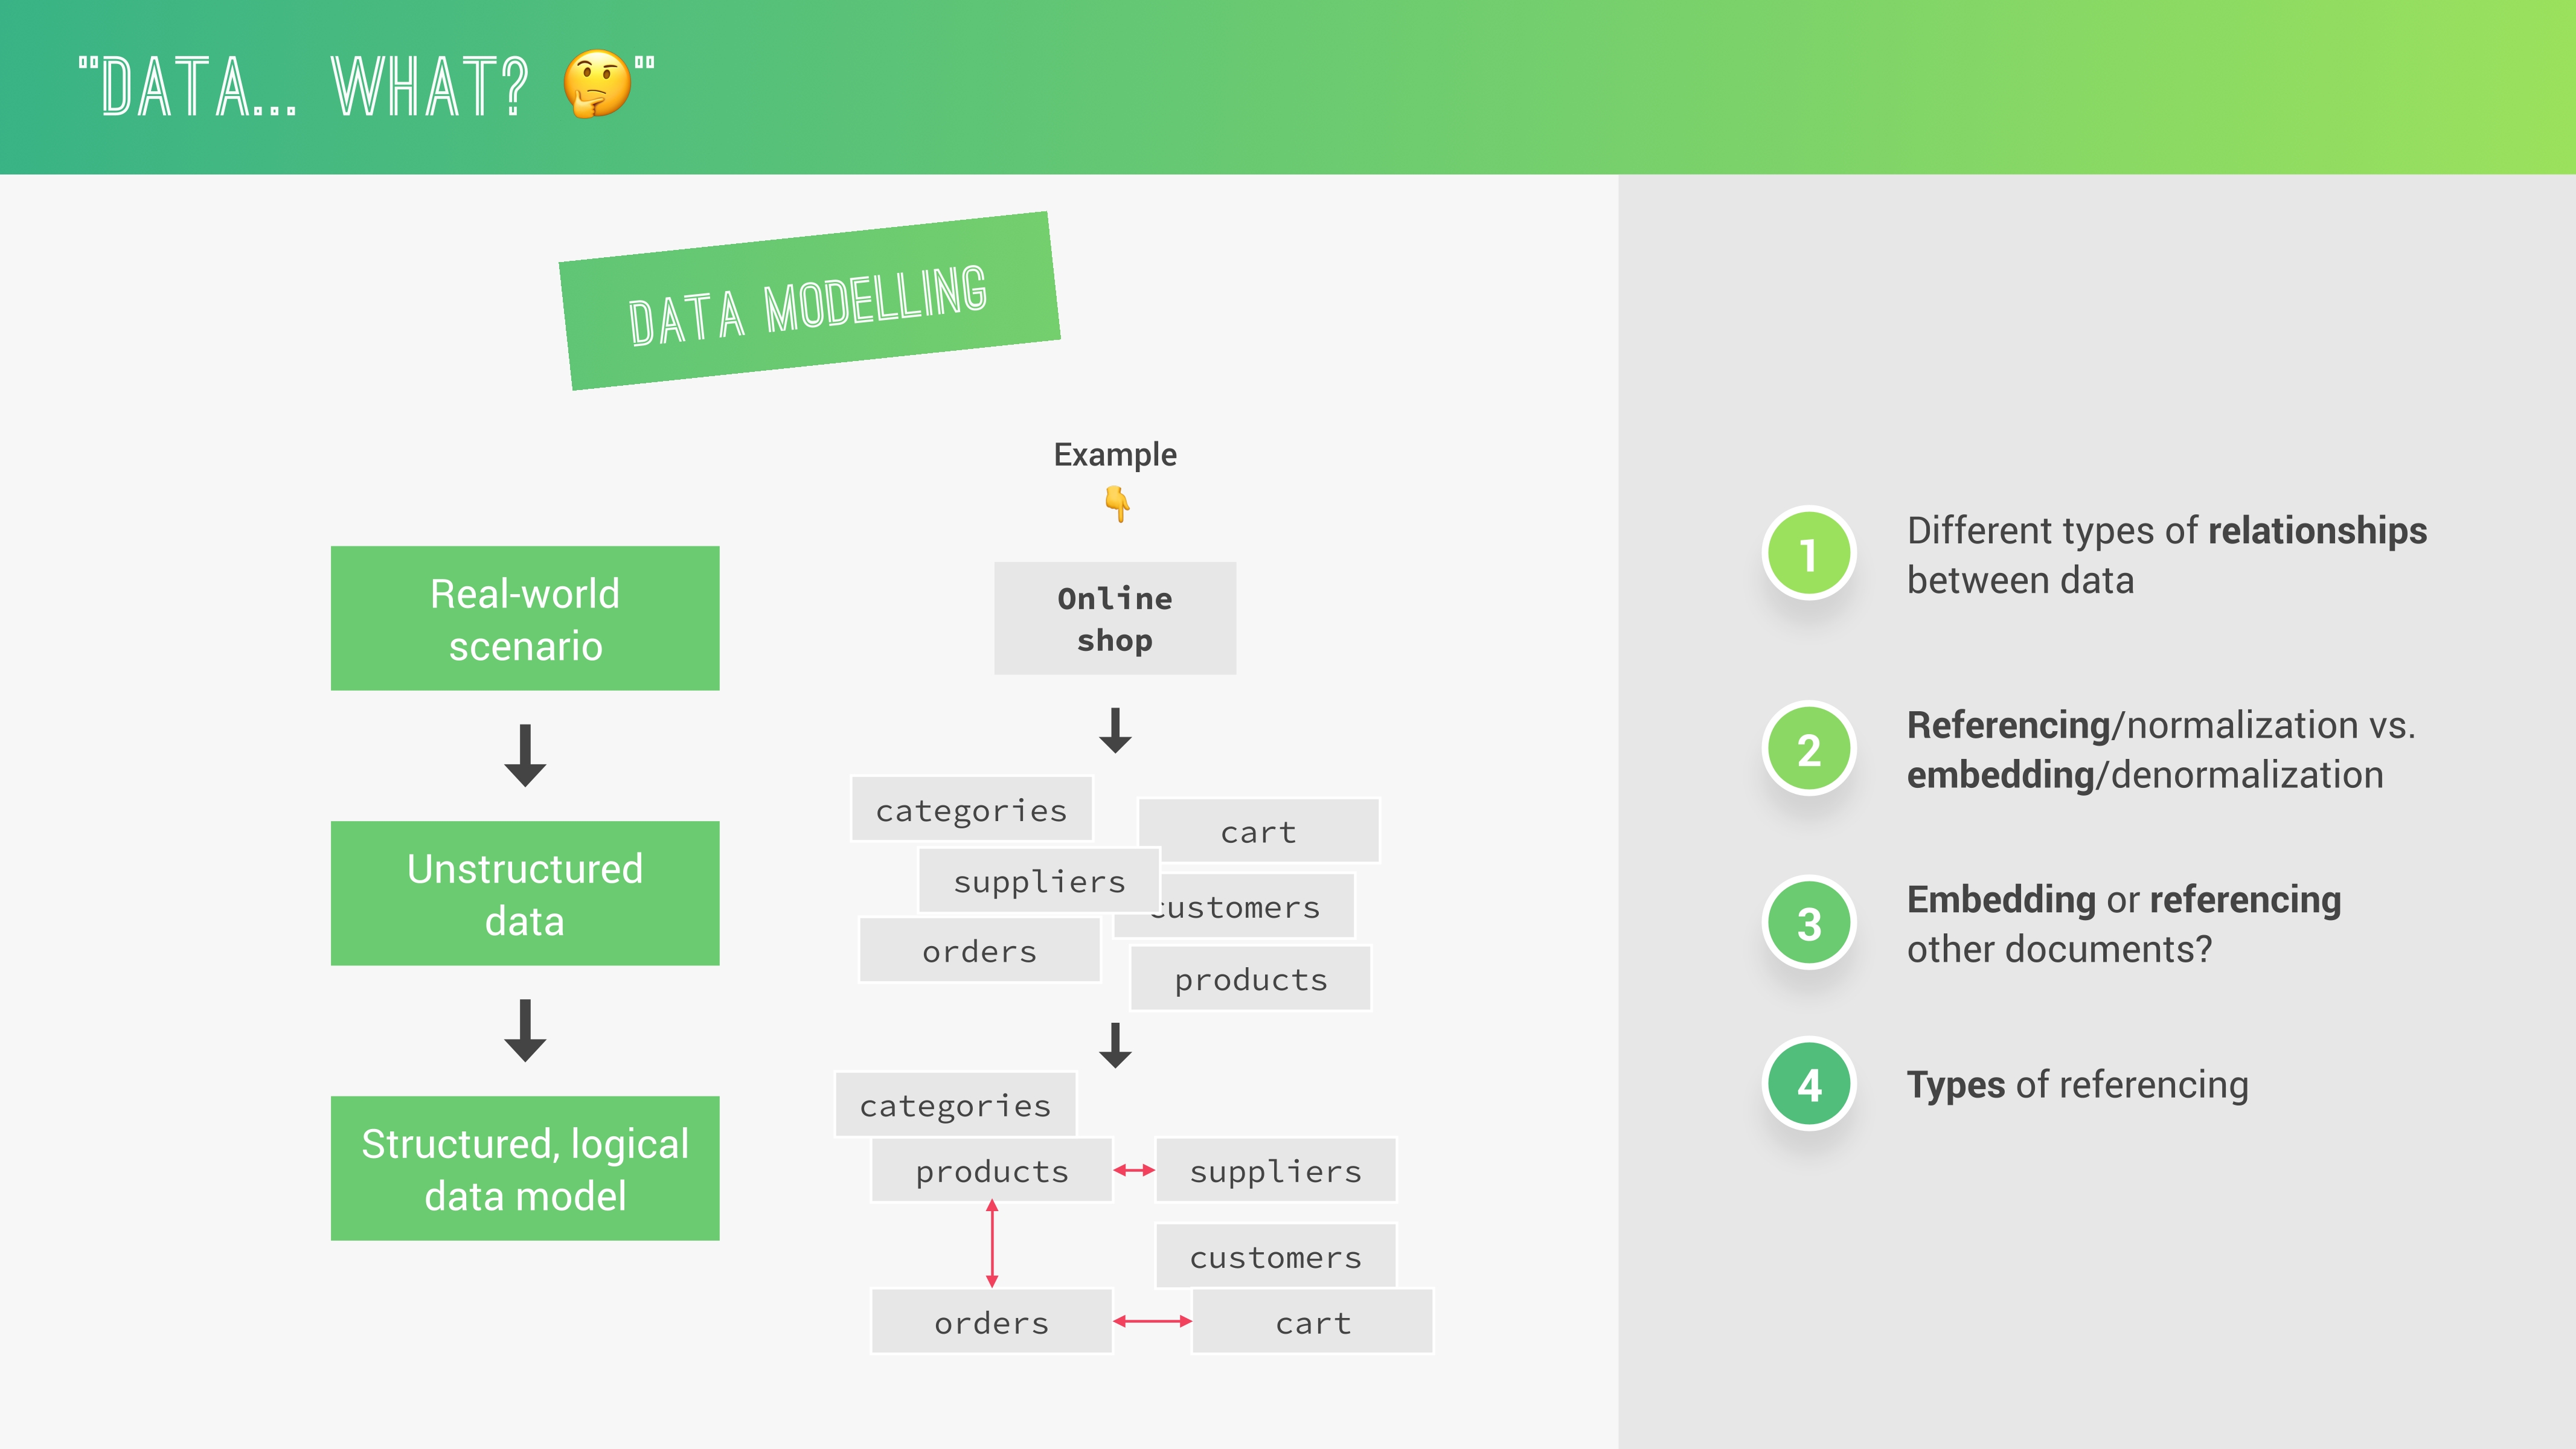 "DATA... WHAT? 🤔"
DATA MODELLING
Real-world
scenario
Unstructured
data
Structured, logical
data model
Example
👇
Online
shop
categories
cart
suppliers
customers
orders
products
categories
products
suppliers
customers
orders
cart
1
Different types of relationships
between data
2
Referencing/normalization vs.
embedding/denormalization
3
Embedding or referencing
other documents?
4
Types of referencing